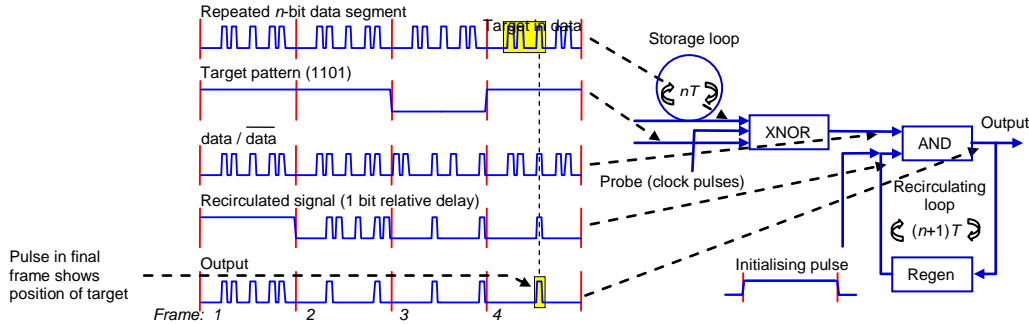 Repeated n-bit data segment
Target in data
Storage loop
nT
Target pattern (1101)
XNOR
Output
AND
data / data
Probe (clock pulses)
Recirculating
loop
(n+1)T
Recirculated signal (1 bit relative delay)
Pulse in final
frame shows
position of target
Output
Initialising pulse
Regen
Frame: 1 2 3 4